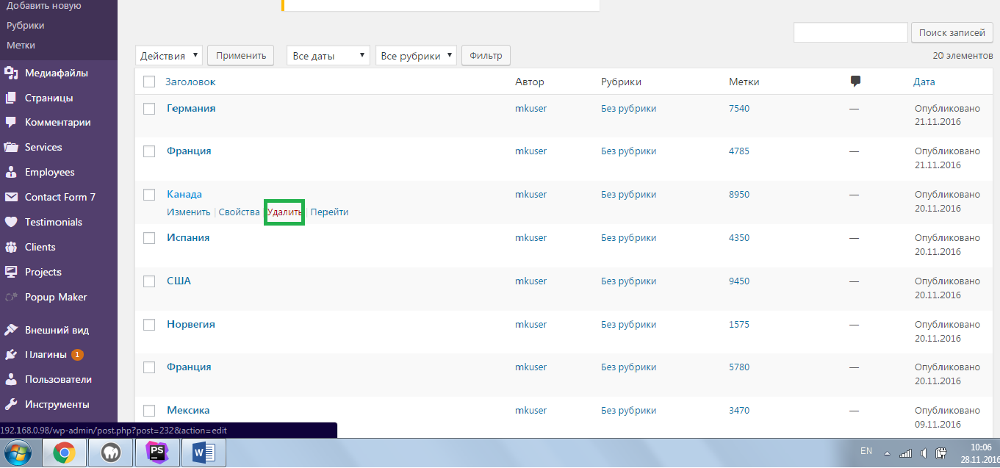 Добавить новую
Рубрики
Метки
Медиафайлы
Страницы
Комментарии
Services
Employees
Contact Form 7
Testimonials
Clients
Projects
Popup Maker
Внешний вид
Плагины 1
Пользователи
Инструменты
Поиск записей
Действия Применить Все даты Все рубрики Фильтр 20 элементов
Заголовок Автор Рубрики Метки Дата
Германия mkuser Без рубрики 7540 — Опубликовано
21.11.2016
Франция mkuser Без рубрики 4785 — Опубликовано
21.11.2016
Канада mkuser Без рубрики 8950 — Опубликовано
20.11.2016
Изменить | Свойства | Удалить | Перейти
Испания mkuser Без рубрики 4350 — Опубликовано
20.11.2016
США mkuser Без рубрики 9450 — Опубликовано
20.11.2016
Норвегия mkuser Без рубрики 1575 — Опубликовано
20.11.2016
Франция mkuser Без рубрики 5780 — Опубликовано
20.11.2016
Мексика mkuser Без рубрики 3470 — Опубликовано
09.11.2016
192.168.0.98/wp-admin/post.php?post=232&action=edit
PS
W
EN
10:06
28.11.2016